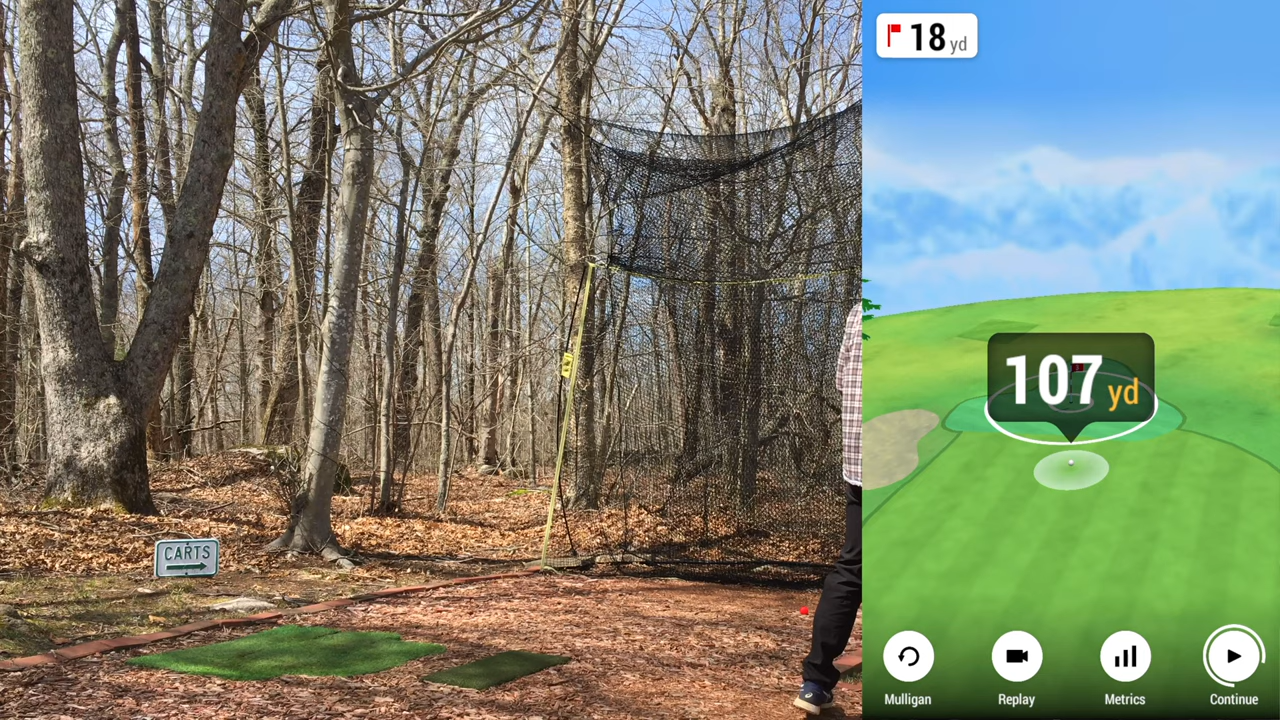 CARTS
18 yd
107 yd
Mulligan
Replay
Metrics
Continue